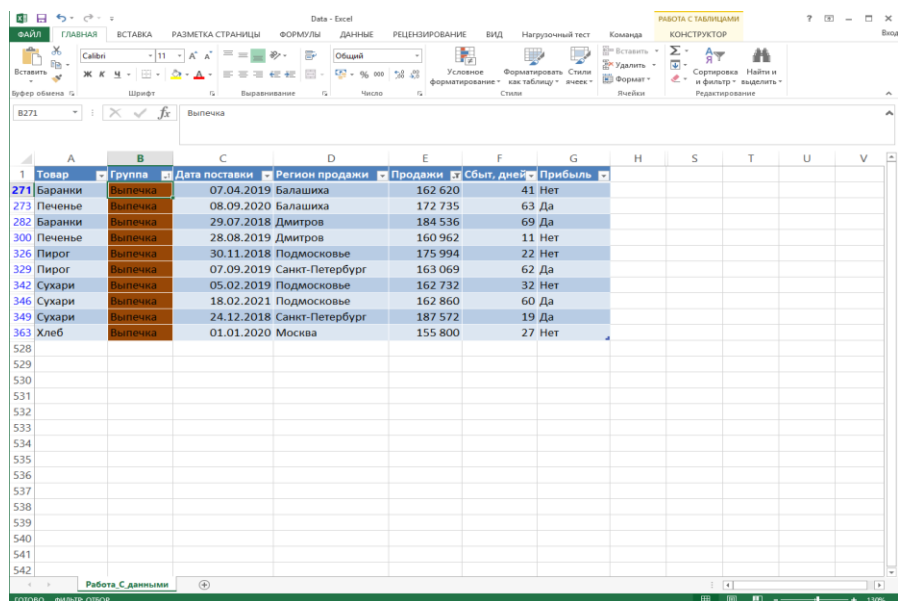 Data - Excel
РАБОТА С ТАБЛИЦАМИ
?
ФАЙЛ ГЛАВНАЯ ВСТАВКА РАЗМЕТКА СТРАНИЦЫ ФОРМУЛЫ ДАННЫЕ РЕЦЕНЗИРОВАНИЕ ВИД Нагрузочный тест Команда КОНСТРУКТОР Вход
Вставить
Calibri 11
Ж К Ч
Общий
% 000
Условное форматирование
Форматировать как таблицу
Стили ячеек
Вставить
Удалить
Формат
Сортировка и фильтр
Найти и выделить
Буфер обмена Шрифт Выравнивание Число Стили Ячейки Редактирование
B271 fx Выпечка
A B C D E F G H S T U V
1 Товар Группа Дата поставки Регион продажи Продажи Сбыт, дней Прибыль
271 Баранки Выпечка 07.04.2019 Балашиха 162 620 41 Нет
273 Печенье Выпечка 08.09.2020 Балашиха 172 735 63 Да
282 Баранки Выпечка 29.07.2018 Дмитров 184 536 69 Да
300 Печенье Выпечка 28.08.2019 Дмитров 160 962 11 Нет
326 Пирог Выпечка 30.11.2018 Подмосковье 175 994 22 Нет
329 Пирог Выпечка 07.09.2019 Санкт-Петербург 163 069 62 Да
342 Сухари Выпечка 05.02.2019 Подмосковье 162 732 32 Нет
346 Сухари Выпечка 18.02.2021 Подмосковье 162 860 60 Да
349 Сухари Выпечка 24.12.2018 Санкт-Петербург 187 572 19 Да
363 Хлеб Выпечка 01.01.2020 Москва 155 800 27 Нет
528
529
530
531
532
533
534
535
536
537
538
539
540
541
542
Работа_С_данными
ГОТОВО ФИЛЬТР: ОТБОР 130%